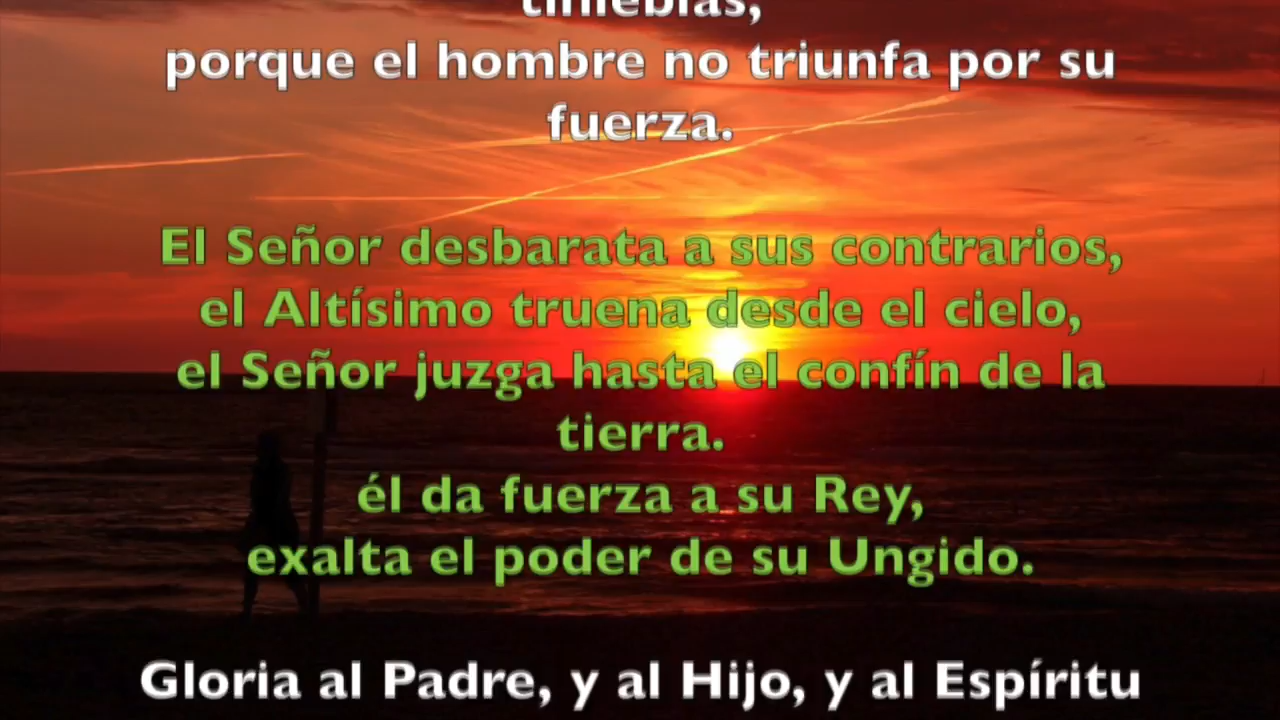 tinieblas,
porque el hombre no triunfa por su
fuerza.
El Señor desbarata a sus contrarios,
el Altísimo truena desde el cielo,
el Señor juzga hasta el confín de la
tierra.
él da fuerza a su Rey,
exalta el poder de su Ungido.
Gloria al Padre, y al Hijo, y al Espíritu